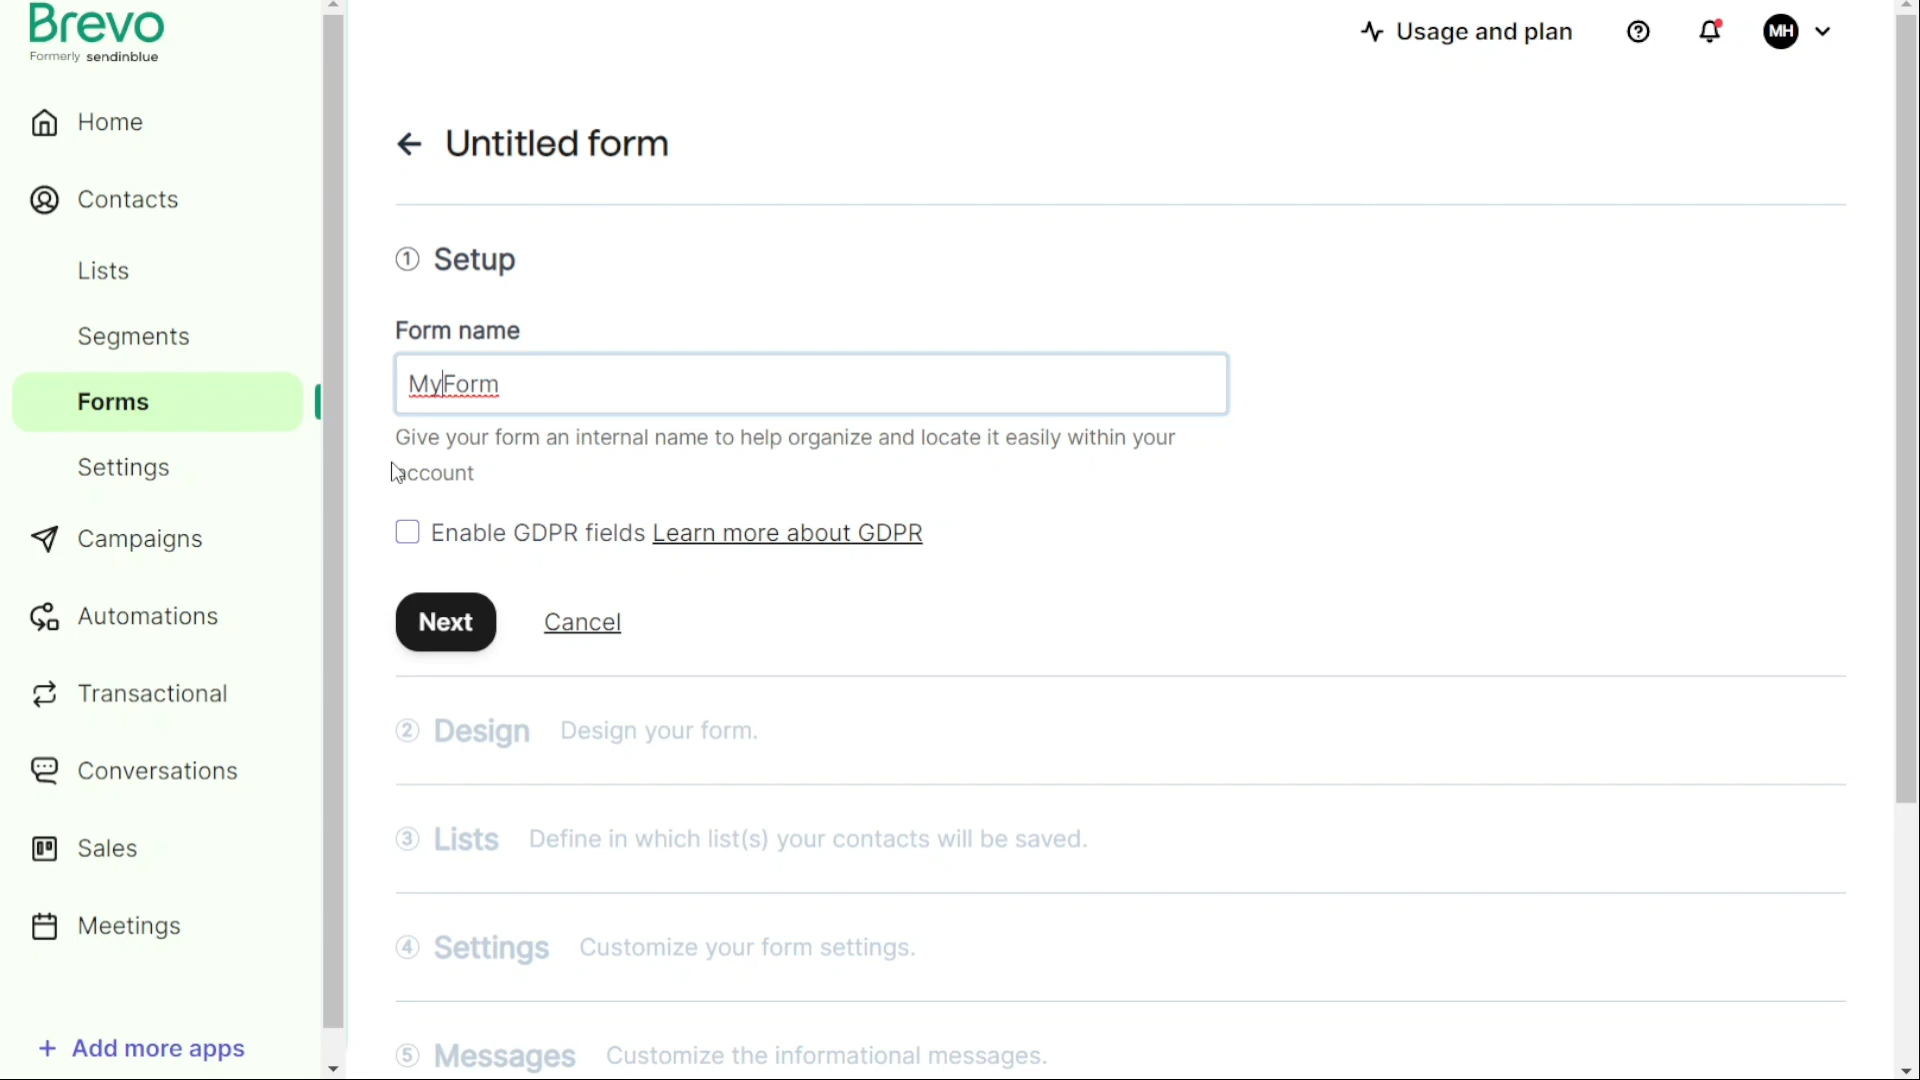 Brevo
Formerly sendinblue
Usage and plan
MH
Home
Contacts
Lists
Segments
Forms
Settings
Campaigns
Automations
Transactional
Conversations
Sales
Meetings
+ Add more apps
Untitled form
1 Setup
Form name
MyForm
Give your form an internal name to help organize and locate it easily within your
account
Enable GDPR fields Learn more about GDPR
Next Cancel
2 Design Design your form.
3 Lists Define in which list(s) your contacts will be saved.
4 Settings Customize your form settings.
5 Messages Customize the informational messages.